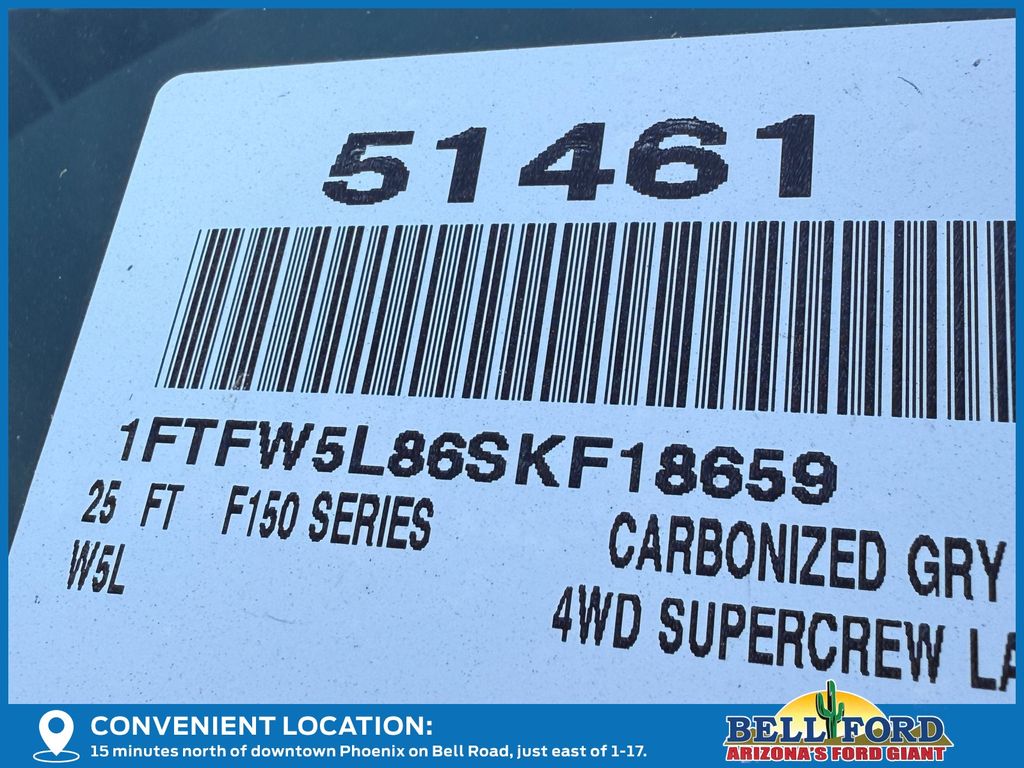 51461
1FTFW5L86SKF18659
25 FT F150 SERIES
CARBONIZED GRY
W5L
4WD SUPERCREW
CONVENIENT LOCATION:
15 minutes north of downtown Phoenix on Bell Road, just east of 1-17.
BELL FORD
ARIZONA'S FORD GIANT